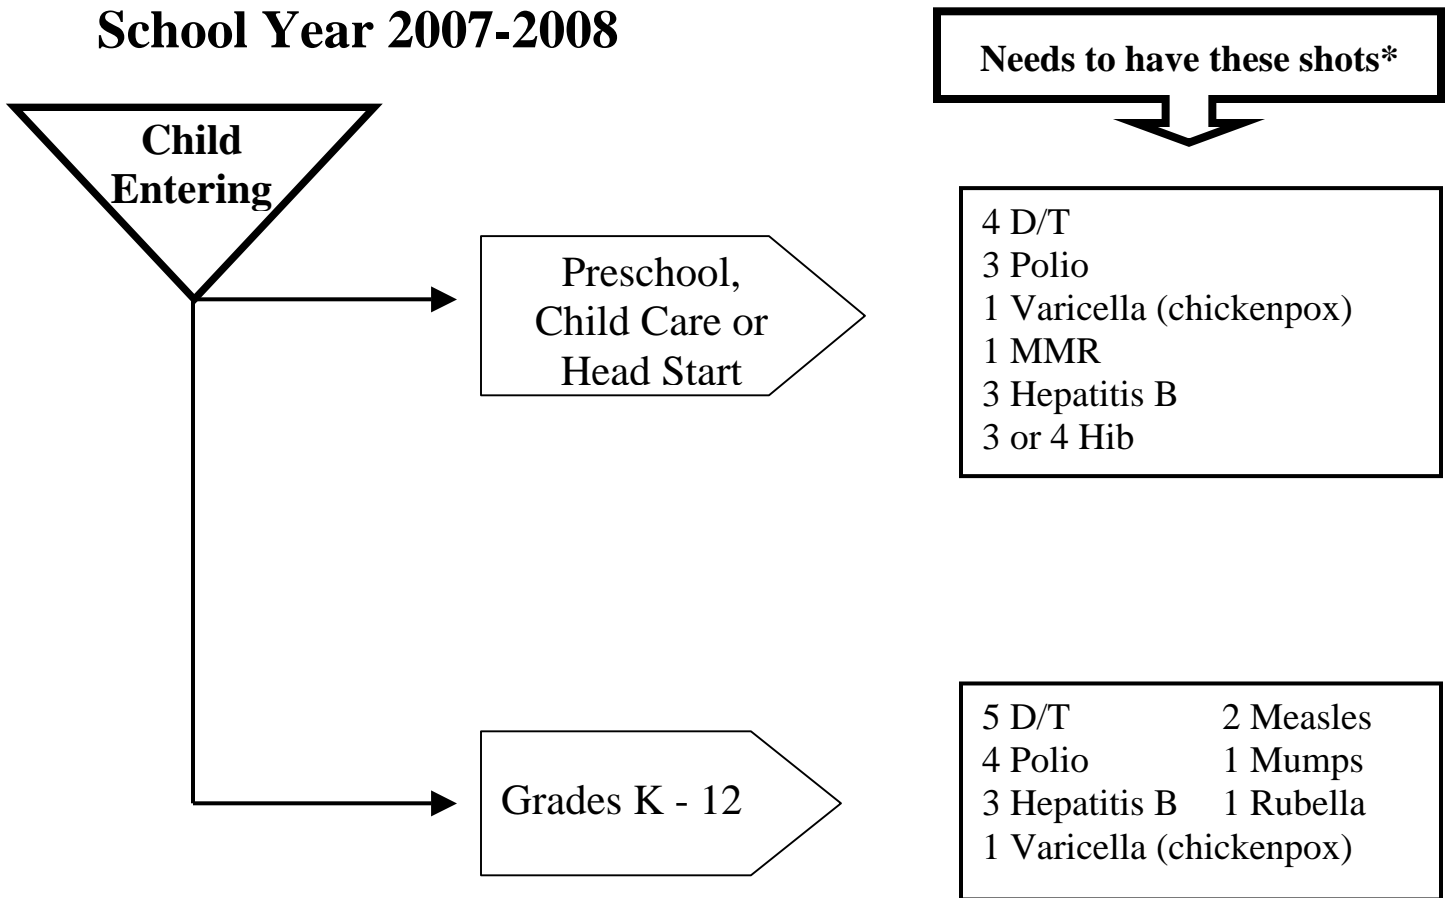 School Year 2007-2008
Needs to have these shots*
Child
Entering
Preschool,
Child Care or
Head Start
4 D/T
3 Polio
1 Varicella (chickenpox)
1 MMR
3 Hepatitis B
3 or 4 Hib
Grades K - 12
5 D/T 2 Measles
4 Polio 1 Mumps
3 Hepatitis B 1 Rubella
1 Varicella (chickenpox)